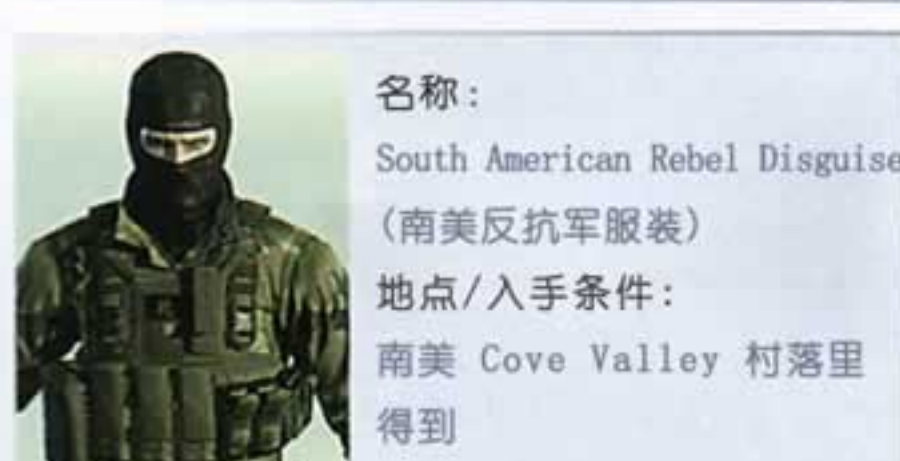 名称:
South American Rebel Disguise
(南美反抗军服装)
地点/入手条件:
南美 Cove Valley 村落里
得到